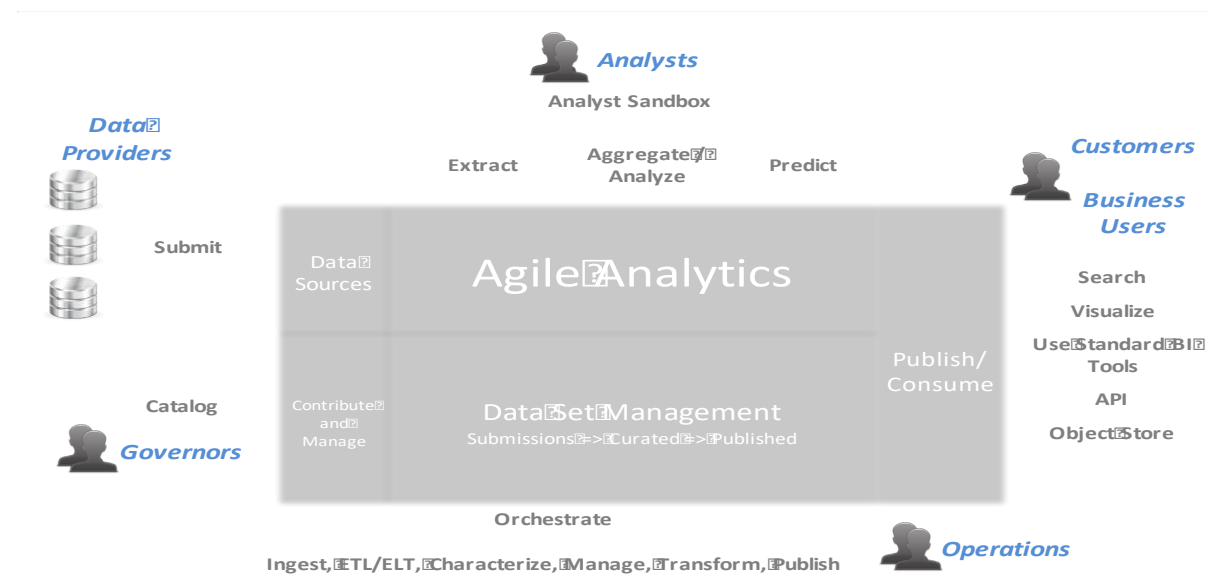 Analysts
Analyst Sandbox
Data
Providers
Extract
Aggregate /
Analyze
Predict
Customers
Business
Users
Submit
Data
Sources
Agile Analytics
Search
Visualize
Use Standard BI
Tools
API
Object Store
Publish/
Consume
Catalog
Governors
Contribute
and
Manage
Data Set Management
Submissions => Curated => Published
Orchestrate
Ingest, ETL/ELT, Characterize, Manage, Transform, Publish
Operations